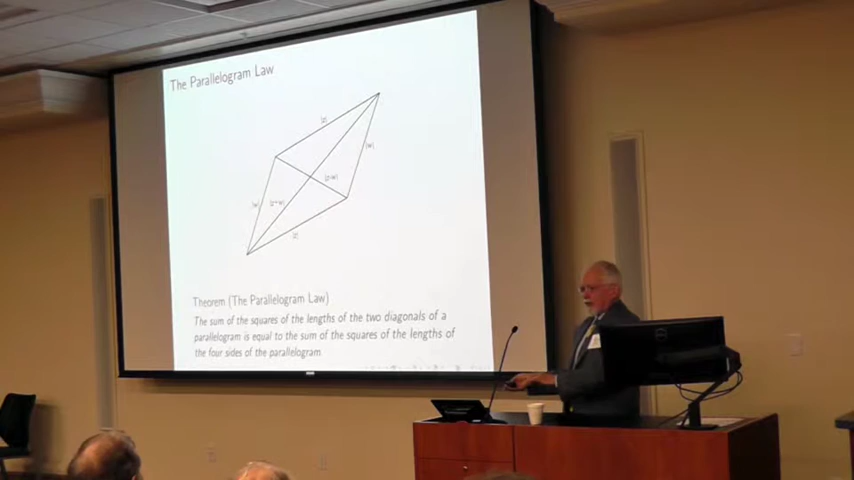 The Parallelogram Law
|z|
|w|
|z-w|
|w|
|z+w|
|z|
Theorem (The Parallelogram Law)
The sum of the squares of the lengths of the two diagonals of a
parallelogram is equal to the sum of the squares of the lengths of
the four sides of the parallelogram